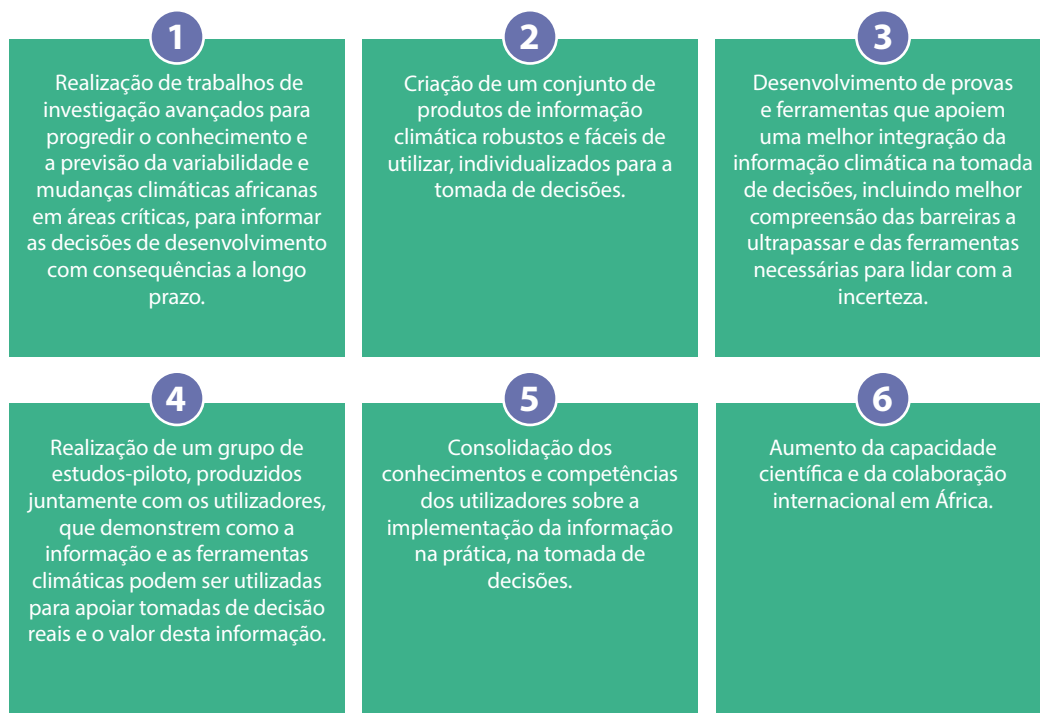 1
Realização de trabalhos de
investigação avançados para
progredir o conhecimento e
a previsão da variabilidade e
mudanças climáticas africanas
em áreas críticas, para informar
as decisões de desenvolvimento
com consequências a longo
prazo.
2
Criação de um conjunto de
produtos de informação
climática robustos e fáceis de
utilizar, individualizados para a
tomada de decisões.
3
Desenvolvimento de provas
e ferramentas que apoiem
uma melhor integração da
informação climática na tomada
de decisões, incluindo melhor
compreensão das barreiras a
ultrapassar e das ferramentas
necessárias para lidar com a
incerteza.
4
Realização de um grupo de
estudos-piloto, produzidos
juntamente com os utilizadores,
que demonstrem como a
informação e as ferramentas
climáticas podem ser utilizadas
para apoiar tomadas de decisão
reais e o valor desta informação.
5
Consolidação dos
conhecimentos e competências
dos utilizadores sobre a
implementação da informação
na prática, na tomada de
decisões.
6
Aumento da capacidade
científica e da colaboração
internacional em África.